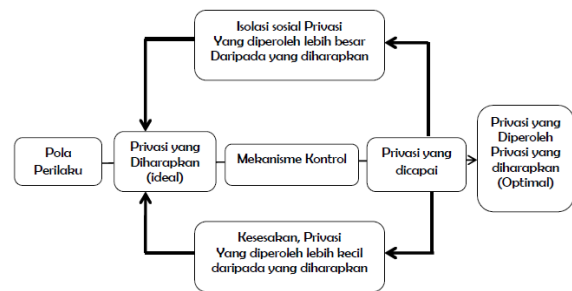 Isolasi sosial Privasi
Yang diperoleh lebih besar
Daripada yang diharapkan
Pola
Perilaku
Privasi yang
Diharapkan
(ideal)
Mekanisme Kontrol
Privasi yang
dicapai
Privasi yang
Diperoleh
Privasi yang
diharapkan
(Optimal)
Kesesakan, Privasi
Yang diperoleh lebih kecil
daripada yang diharapkan